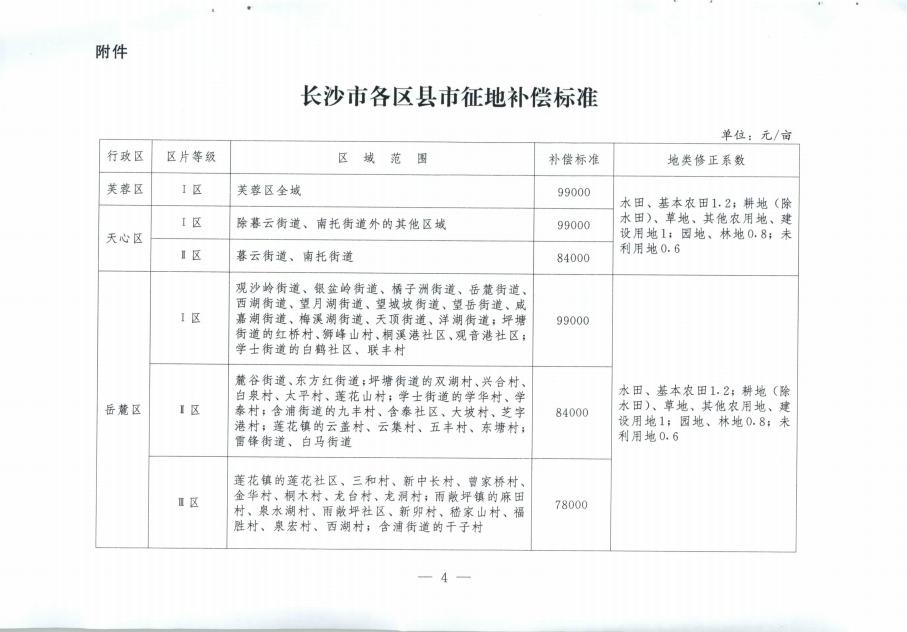 附件
长沙市各区县市征地补偿标准
单位：元/亩
行政区 区片等级 区域范围 补偿标准 地类修正系数
芙蓉区 Ⅰ区 芙蓉区全域 99000
天心区 Ⅰ区 除暮云街道、南托街道外的其他区域 99000
Ⅱ区 暮云街道、南托街道 84000
水田、基本农田1.2；耕地（除
水田）、草地、其他农用地、建
设用地1；园地、林地0.8；未
利用地0.6
岳麓区
Ⅰ区
观沙岭街道、银盆岭街道、橘子洲街道、岳麓街道、
西湖街道、望月湖街道、望城坡街道、望岳街道、咸
嘉湖街道、梅溪湖街道、天顶街道、洋湖街道；坪塘
街道的红桥村、狮峰山村、桐溪港社区、观音港社区；
学士街道的白鹤社区、联丰村
99000
Ⅱ区
麓谷街道、东方红街道；坪塘街道的双湖村、兴合村、
白泉村、太平村、莲花山村；学士街道的学华村、学
泰村；含浦街道的九丰村、含泰社区、大坡村、芝字
港村；莲花镇的云盖村、云集村、五丰村、东塘村；
雷锋街道、白马街道
84000
Ⅲ区
莲花镇的莲花社区、三和村、新中长村、曾家桥村、
金华村、桐木村、龙台村、龙洞村；雨敞坪镇的麻田
村、泉水湖村、雨敞坪社区、新卯村、嵇家山村、福
胜村、泉宏村、西湖村；含浦街道的干子村
78000
水田、基本农田1.2；耕地（除
水田）、草地、其他农用地、建
设用地1；园地、林地0.8；未
利用地0.6
— 4 —